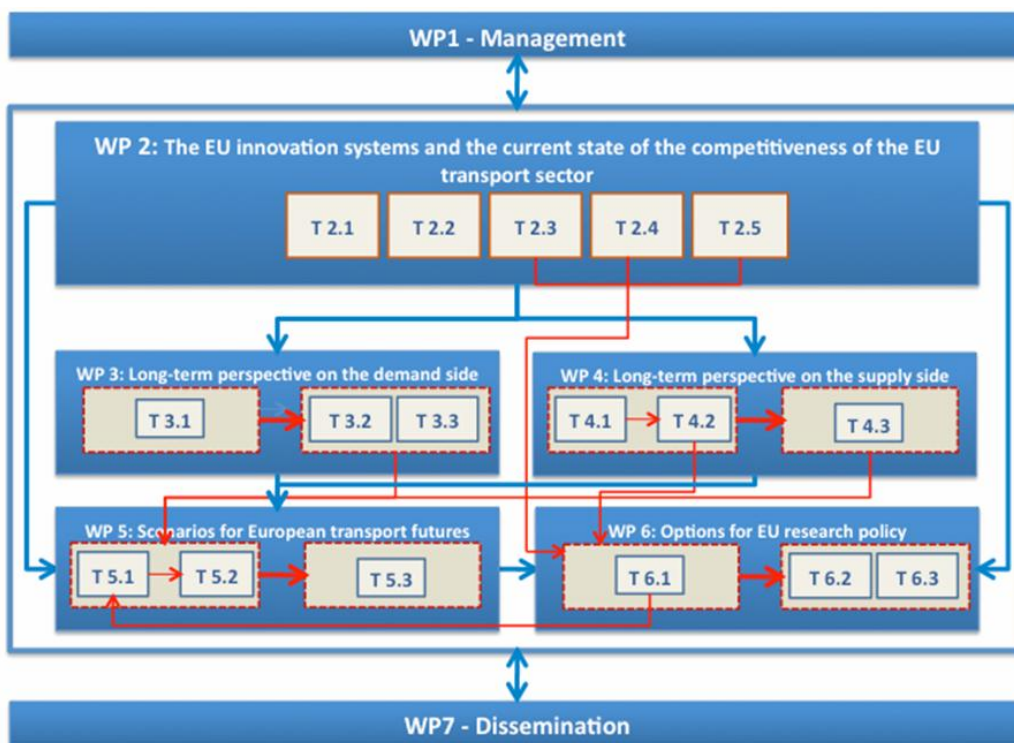 WP1 - Management
WP 2: The EU innovation systems and the current state of the competitiveness of the EU
transport sector
T 2.1 T 2.2 T 2.3 T 2.4 T 2.5
WP 3: Long-term perspective on the demand side
T 3.1 T 3.2 T 3.3
WP 4: Long-term perspective on the supply side
T 4.1 T 4.2 T 4.3
WP 5: Scenarios for European transport futures
T 5.1 T 5.2 T 5.3
WP 6: Options for EU research policy
T 6.1 T 6.2 T 6.3
WP7 - Dissemination